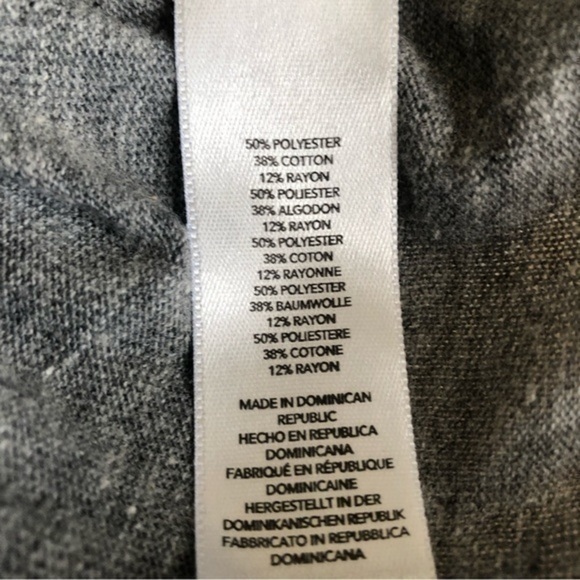 50% POLYESTER
38% COTTON
12% RAYON
50% POLIESTER
38% ALGODON
12% RAYON
50% POLYESTER
38% COTON
12% RAYONNE
50% POLYESTER
38% BAUMWOLLE
12% RAYON
50% POLIESTERE
38% COTONE
12% RAYON
MADE IN DOMINICAN
REPUBLIC
HECHO EN REPUBLICA
DOMINICANA
FABRIQUÉ EN RÉPUBLIQUE
DOMINICAINE
HERGESTELLT IN DER
DOMINIKANISCHEN REPUBLIK
FABBRICATO IN REPUBBLICA
DOMINICANA